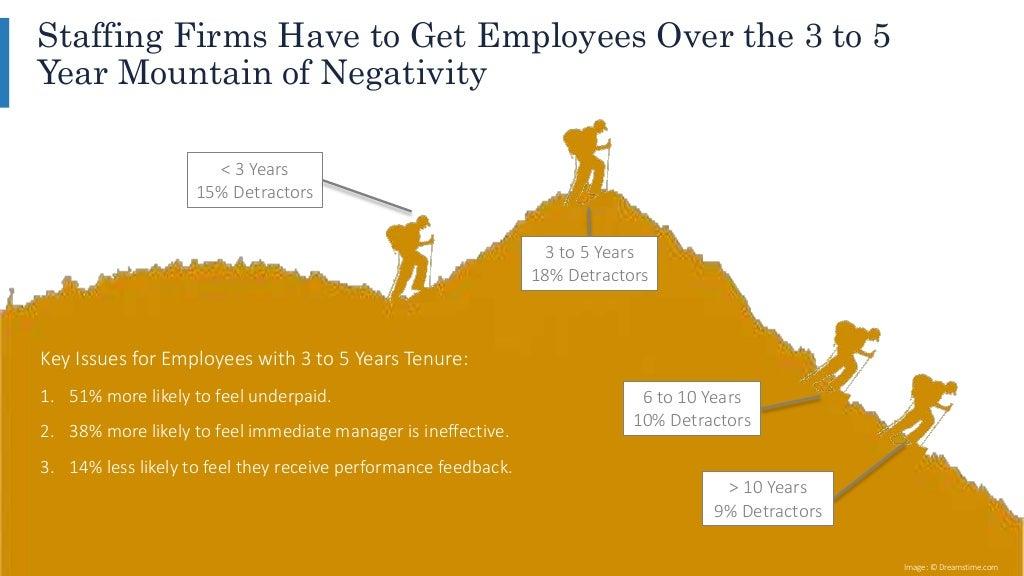 Staffing Firms Have to Get Employees Over the 3 to 5
Year Mountain of Negativity
< 3 Years
15% Detractors
3 to 5 Years
18% Detractors
Key Issues for Employees with 3 to 5 Years Tenure:
1. 51% more likely to feel underpaid.
2. 38% more likely to feel immediate manager is ineffective.
3. 14% less likely to feel they receive performance feedback.
6 to 10 Years
10% Detractors
> 10 Years
9% Detractors
Image: © Dreamstime.com